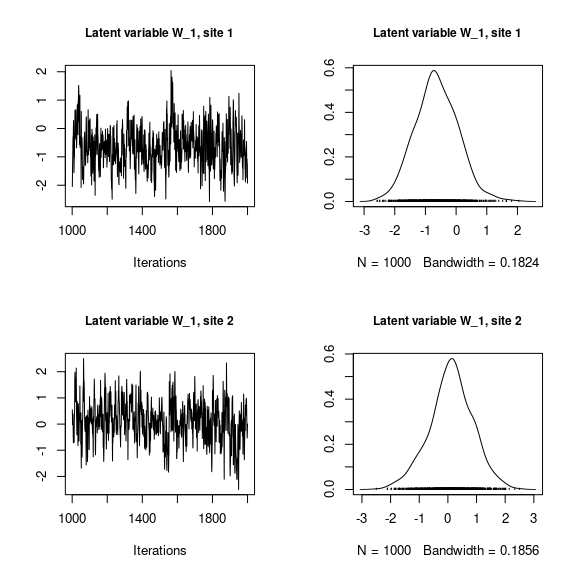 Latent variable W_1, site 1
2
1
0
-1
-2
1000 1400 1800
Iterations
Latent variable W_1, site 1
0.6
0.4
0.2
0.0
-3 -2 -1 0 1 2
N = 1000 Bandwidth = 0.1824
Latent variable W_1, site 2
2
1
0
-1
-2
1000 1400 1800
Iterations
Latent variable W_1, site 2
0.6
0.4
0.2
0.0
-3 -2 -1 0 1 2 3
N = 1000 Bandwidth = 0.1856